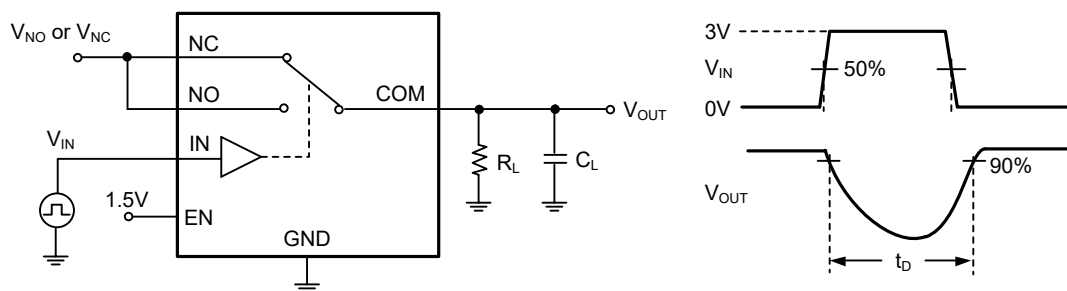 V_NO or V_NC
NC
NO
COM
V_OUT
V_IN
IN
R_L
C_L
1.5V
EN
GND
3V
V_IN
50%
0V
90%
V_OUT
t_D